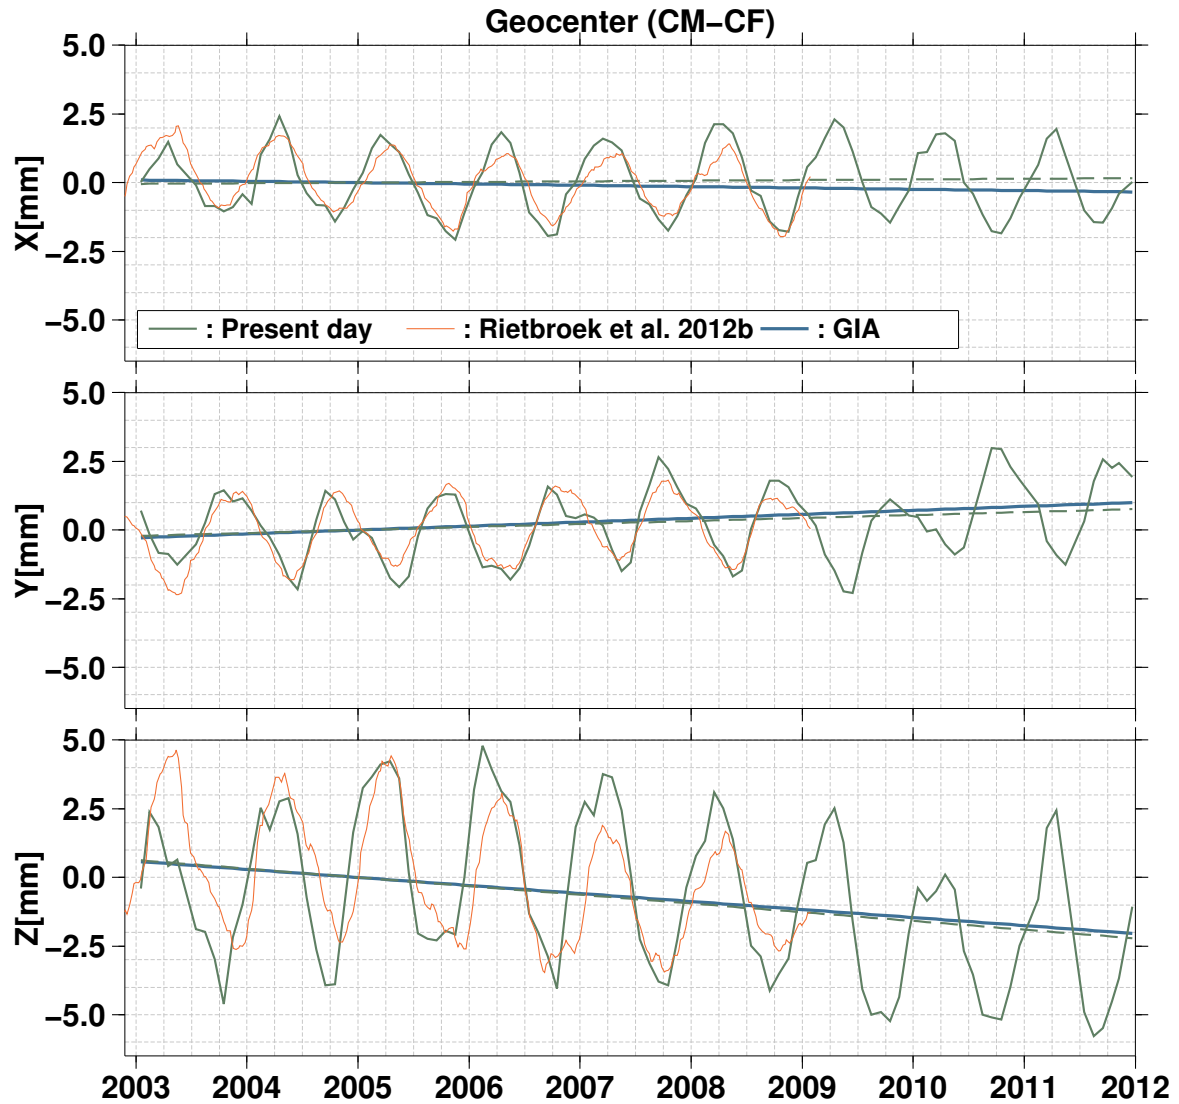 Geocenter (CM−CF)
5.0
2.5
0.0
−2.5
−5.0
X[mm]
: Present day : Rietbroek et al. 2012b : GIA
5.0
2.5
0.0
−2.5
−5.0
Y[mm]
5.0
2.5
0.0
−2.5
−5.0
Z[mm]
2003 2004 2005 2006 2007 2008 2009 2010 2011 2012